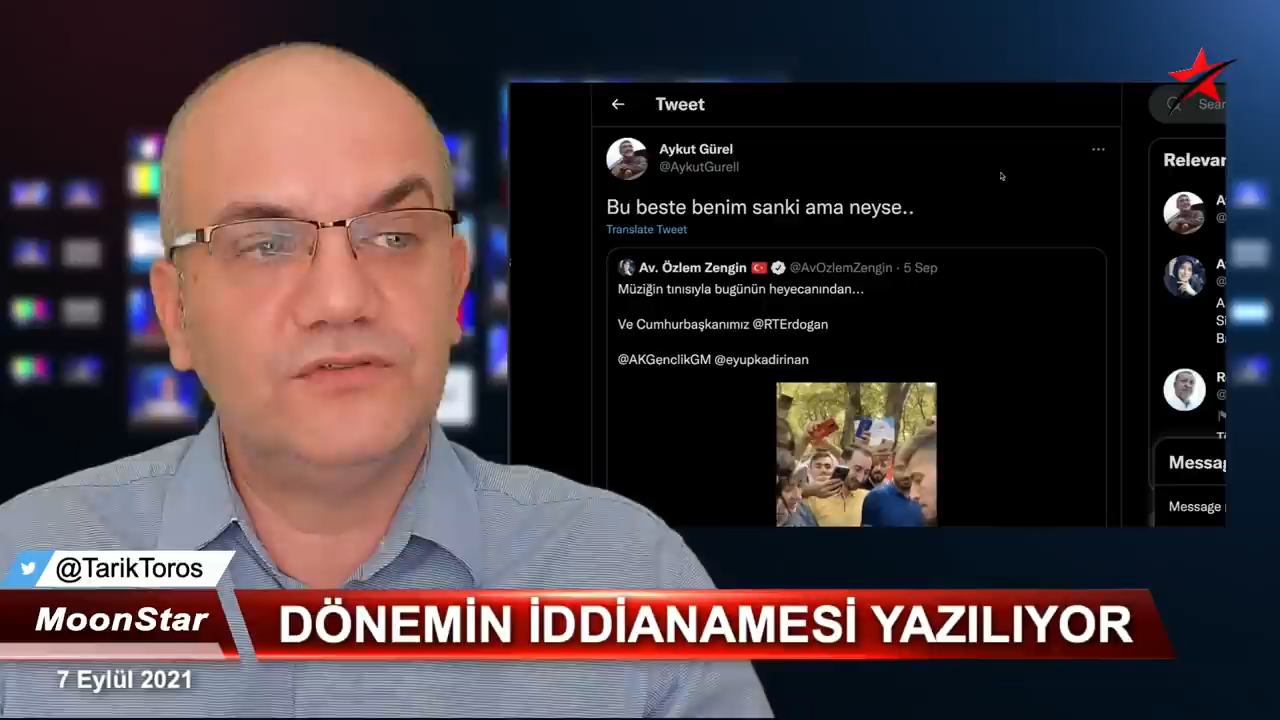 Tweet
Sear
Aykut Gürel
@AykutGurell
Bu beste benim sanki ama neyse..
Translate Tweet
Av. Özlem Zengin @AvOzlemZengin · 5 Sep
Müziğin tınısıyla bugünün heyecanından...
Ve Cumhurbaşkanımız @RTErdogan
@AKGenclikGM @eyupkadirinan
Relevan
Messag
Message
@TarikToros
MoonStar
DÖNEMİN İDDİANAMESİ YAZILIYOR
7 Eylül 2021